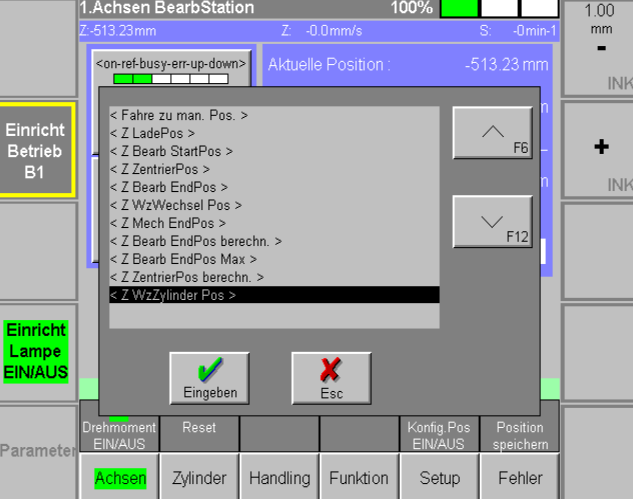 1.Achsen BearbStation 100%
1.00
mm
-
INK
Z:-513.23mm Z: -0.0mm/s S: -0min-1
<on-ref-busy-err-up-down>
Aktuelle Position : -513.23 mm
Einricht
Betrieb
B1
+
INK
< Fahre zu man. Pos. >
< Z LadePos >
< Z Bearb StartPos >
< Z ZentrierPos >
< Z Bearb EndPos >
< Z WzWechsel Pos >
< Z Mech EndPos >
< Z Bearb EndPos berechn. >
< Z Bearb EndPos Max >
< Z ZentrierPos berechn. >
< Z WzZylinder Pos >
F6
F12
Einricht
Lampe
EIN/AUS
Eingeben
Esc
Drehmoment
EIN/AUS
Reset
Konfig.Pos
EIN/AUS
Position
speichern
Parameter
Achsen
Zylinder
Handling
Funktion
Setup
Fehler